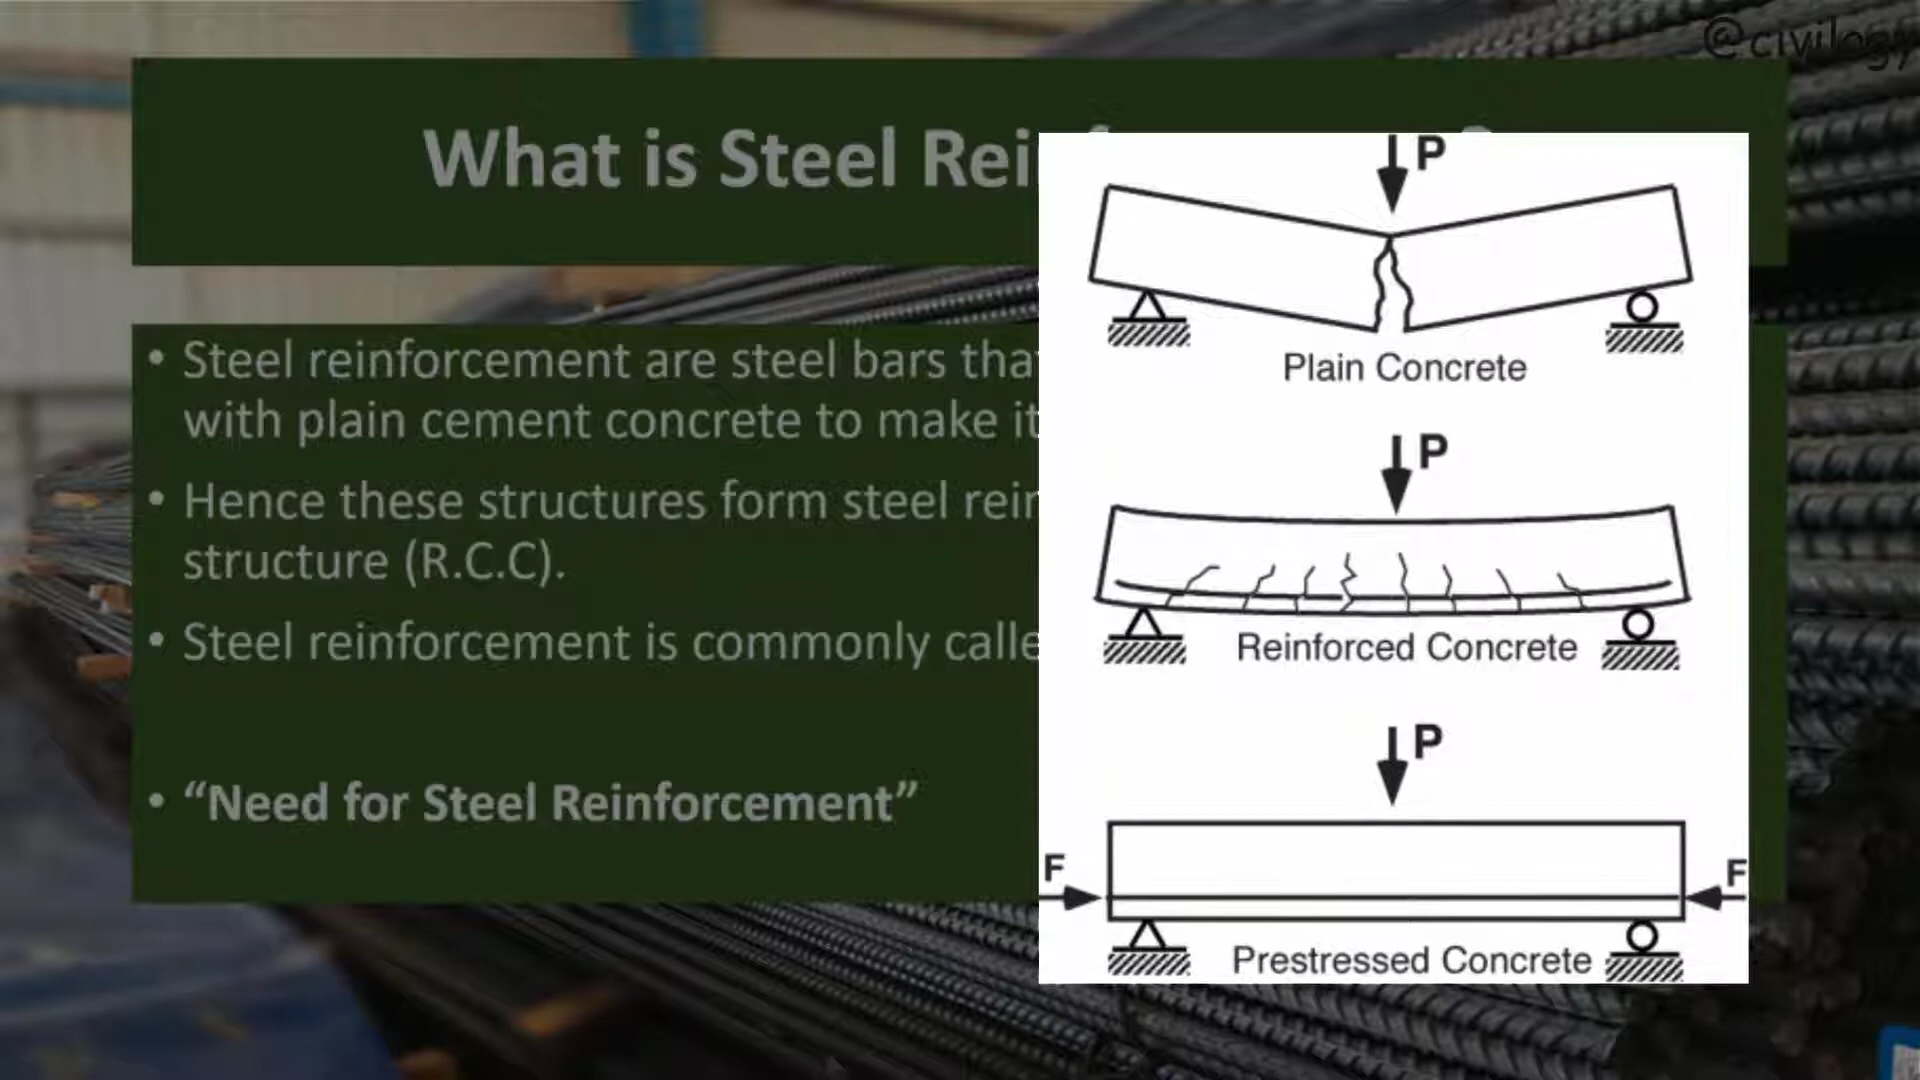 @civilogy
What is Steel Rei
• Steel reinforcement are steel bars tha
with plain cement concrete to make it
• Hence these structures form steel rein
structure (R.C.C).
• Steel reinforcement is commonly calle
• “Need for Steel Reinforcement”
P
Plain Concrete
P
Reinforced Concrete
P
F
F
Prestressed Concrete